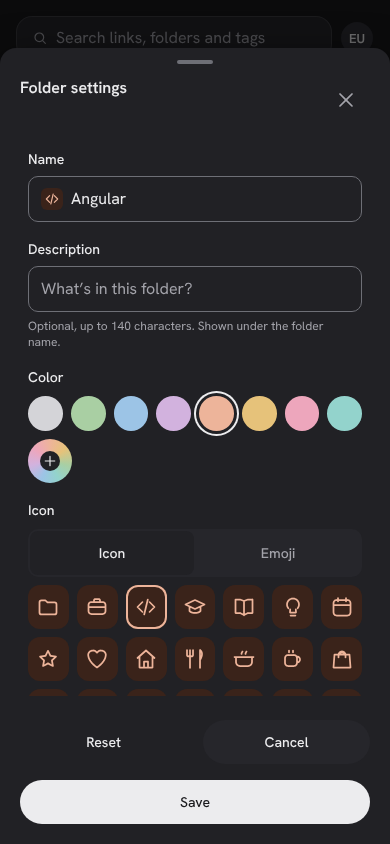 Search links, folders and tags
EU
Folder settings
Name
Angular
Description
What's in this folder?
Optional, up to 140 characters. Shown under the folder
name.
Color
Icon
Icon
Emoji
Reset
Cancel
Save